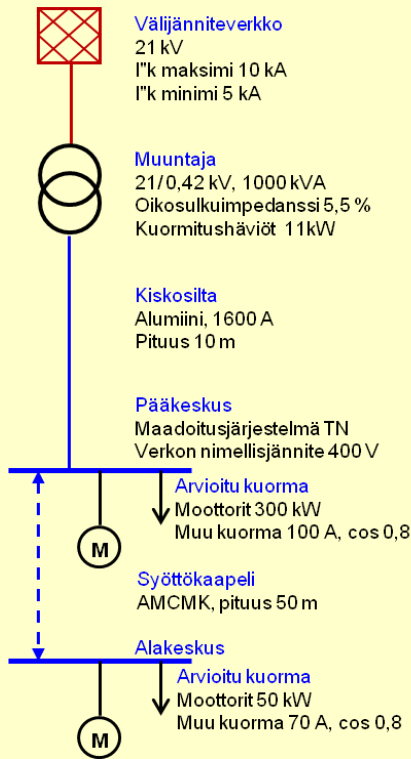 Välijänniteverkko
21 kV
I"k maksimi 10 kA
I"k minimi 5 kA
Muuntaja
21/0,42 kV, 1000 kVA
Oikosulkuimpedanssi 5,5 %
Kuormitushäviöt 11kW
Kiskosilta
Alumiini, 1600 A
Pituus 10 m
Pääkeskus
Maadoitusjärjestelmä TN
Verkon nimellisjännite 400 V
Arvioitu kuorma
Moottorit 300 kW
Muu kuorma 100 A, cos 0,8
M
Syöttökaapeli
AMCMK, pituus 50 m
Alakeskus
Arvioitu kuorma
Moottorit 50 kW
Muu kuorma 70 A, cos 0,8
M